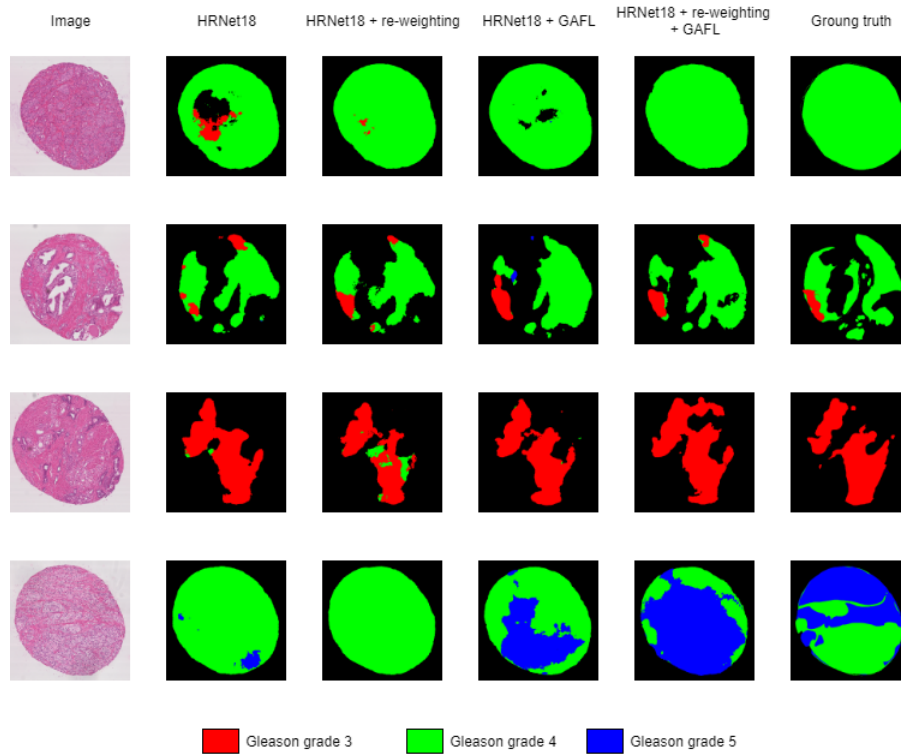 Image
HRNet18
HRNet18 + re-weighting
HRNet18 + GAFL
HRNet18 + re-weighting
+ GAFL
Groung truth
Gleason grade 3
Gleason grade 4
Gleason grade 5